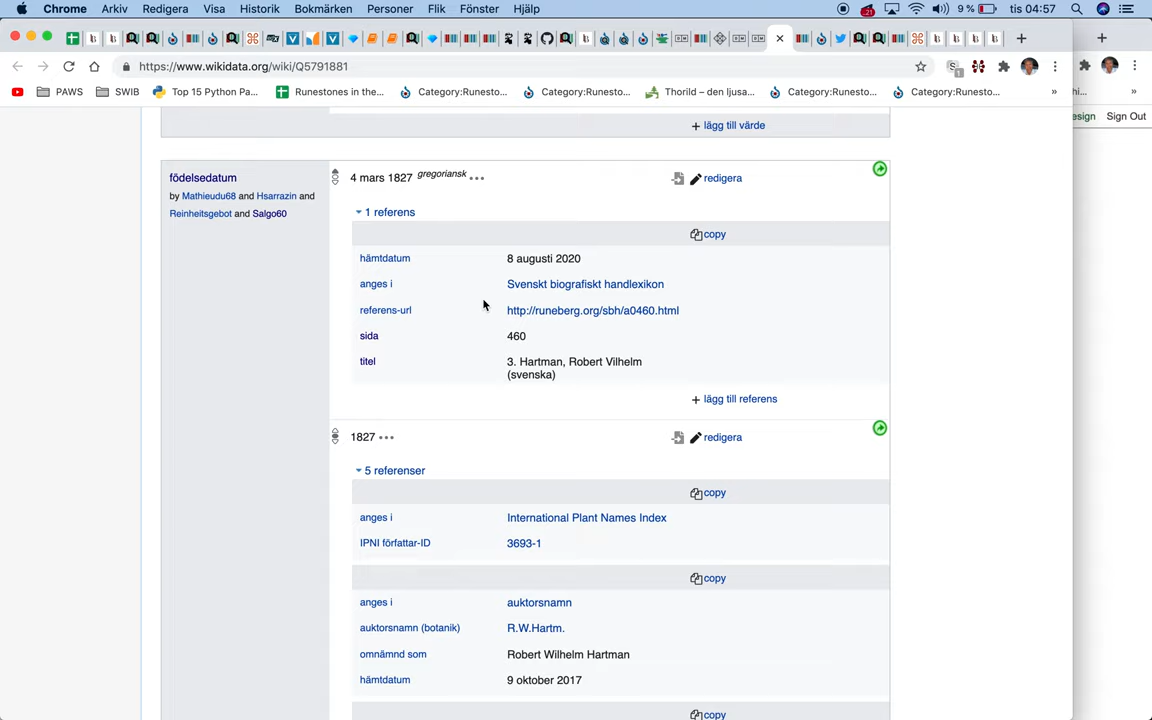 Chrome Arkiv Redigera Visa Historik Bokmärken Personer Flik Fönster Hjälp 21 9 % tis 04:57
https://www.wikidata.org/wiki/Q5791881
PAWS SWIB Top 15 Python Pa... Runestones in the... Category:Runesto... Category:Runesto... Thorild – den ljusa... Category:Runesto... Category:Runesto... » »
esign Sign Out
+ lägg till värde
födelsedatum
by Mathieudu68 and Hsarrazin and
Reinheitsgebot and Salgo60
4 mars 1827 gregoriansk ••• redigera
1 referens
copy
hämtdatum 8 augusti 2020
anges i Svenskt biografiskt handlexikon
referens-url http://runeberg.org/sbh/a0460.html
sida 460
titel 3. Hartman, Robert Vilhelm
(svenska)
+ lägg till referens
1827 ••• redigera
5 referenser
copy
anges i International Plant Names Index
IPNI författar-ID 3693-1
copy
anges i auktorsnamn
auktorsnamn (botanik) R.W.Hartm.
omnämnd som Robert Wilhelm Hartman
hämtdatum 9 oktober 2017
copy